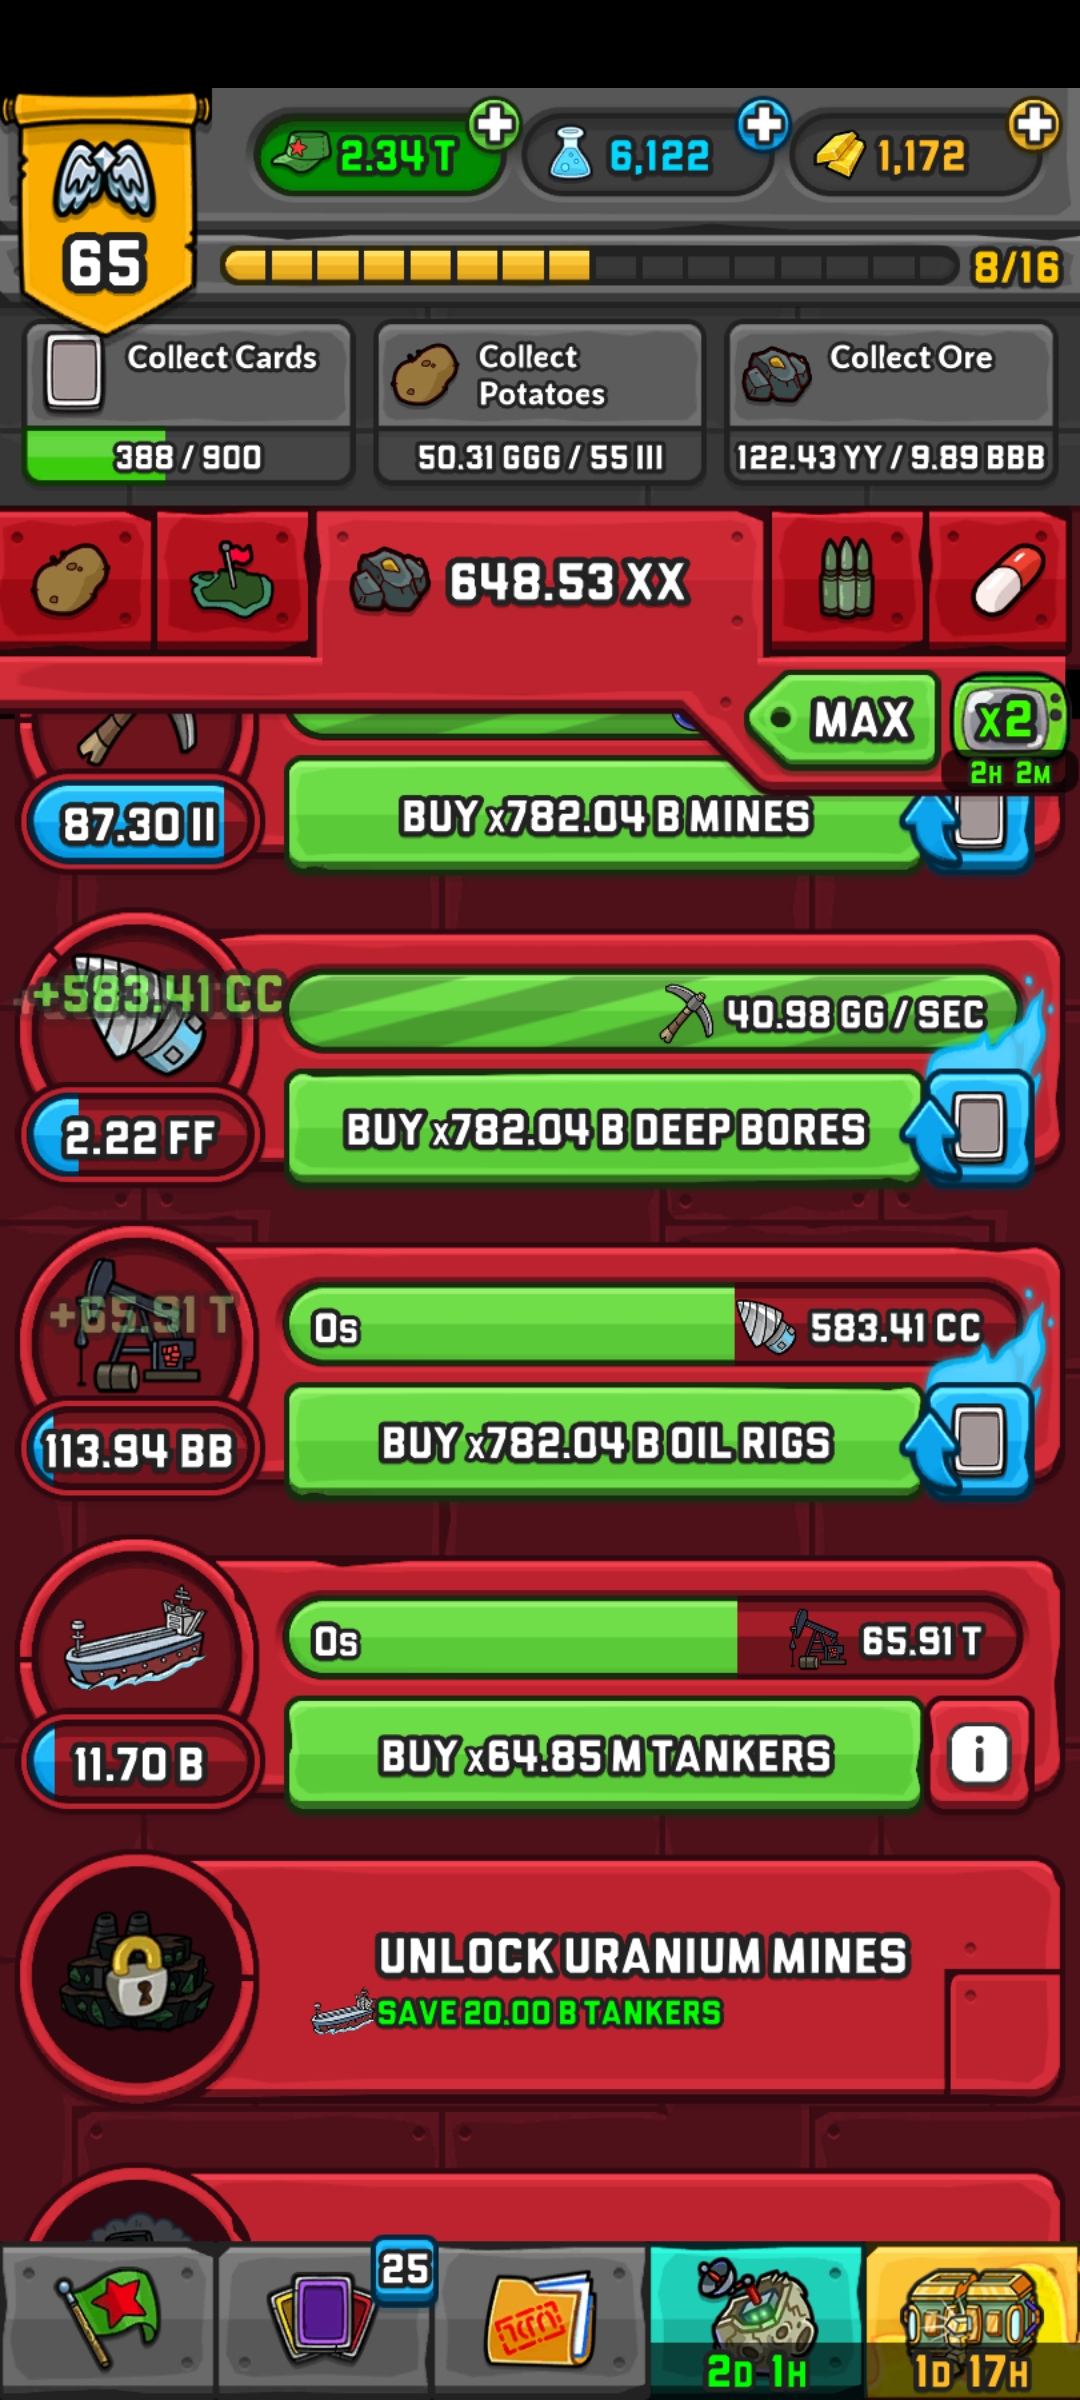 2.34 T
6,122
1,172
65
8/16
Collect Cards
388 / 900
Collect
Potatoes
50.31 GGG / 55 III
Collect Ore
122.43 YY / 9.89 BBB
648.53 XX
MAX
x2
2H 2M
87.30 II
BUY x782.04 B MINES
+583.41 CC
40.98 GG / SEC
2.22 FF
BUY x782.04 B DEEP BORES
+65.91 T
0s
583.41 CC
113.94 BB
BUY x782.04 B OIL RIGS
0s
65.91 T
11.70 B
BUY x64.85 M TANKERS
i
UNLOCK URANIUM MINES
SAVE 20.00 B TANKERS
25
2D 1H
1D 17H